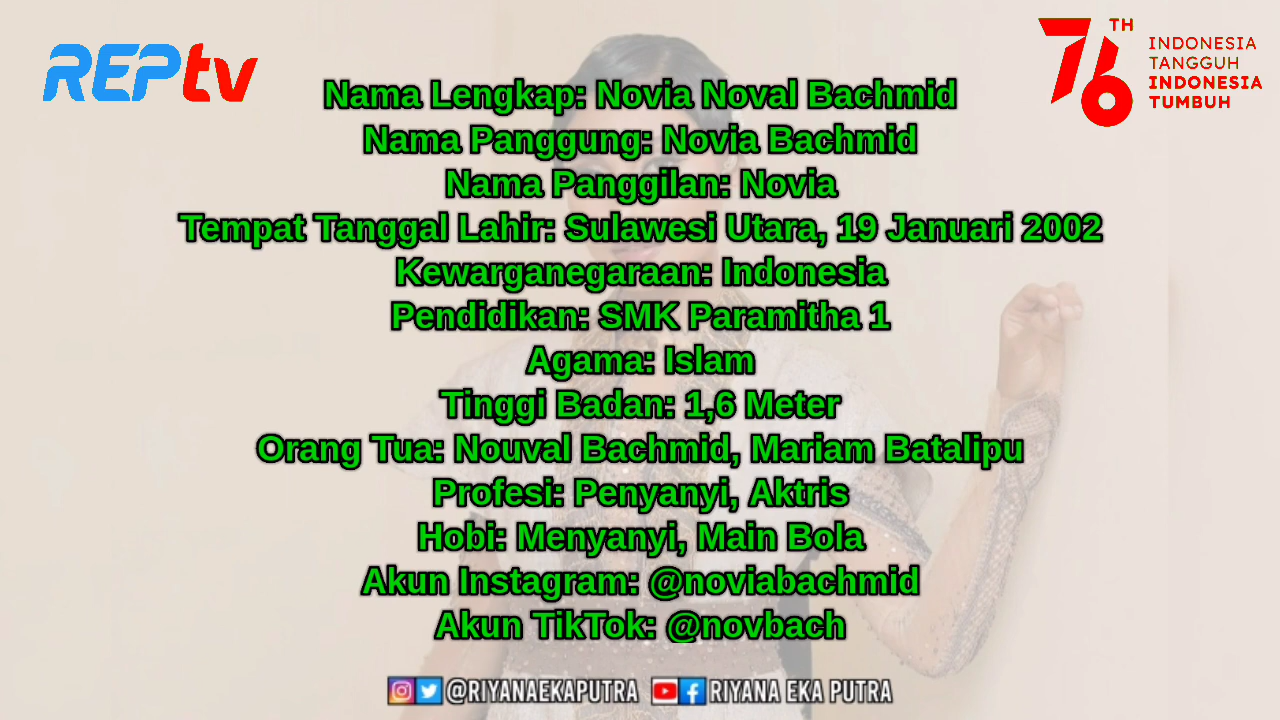 REPtv
76TH
INDONESIA
TANGGUH
INDONESIA
TUMBUH
Nama Lengkap: Novia Noval Bachmid
Nama Panggung: Novia Bachmid
Nama Panggilan: Novia
Tempat Tanggal Lahir: Sulawesi Utara, 19 Januari 2002
Kewarganegaraan: Indonesia
Pendidikan: SMK Paramitha 1
Agama: Islam
Tinggi Badan: 1,6 Meter
Orang Tua: Nouval Bachmid, Mariam Batalipu
Profesi: Penyanyi, Aktris
Hobi: Menyanyi, Main Bola
Akun Instagram: @noviabachmid
Akun TikTok: @novbach
@RIYANAEKAPUTRA RIYANA EKA PUTRA